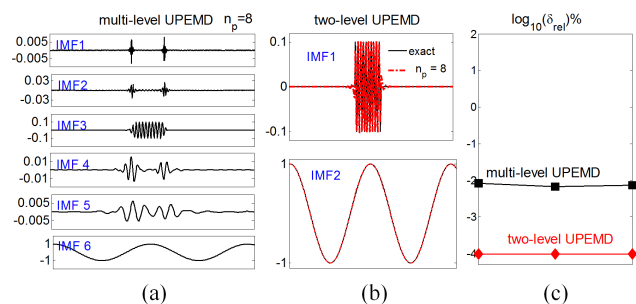 multi-level UPEMD n_p=8
0.005
-0.005
IMF1
0.03
-0.03
IMF2
0.1
-0.1
IMF3
0.01
-0.01
IMF 4
0.005
-0.005
IMF 5
1
-1
IMF 6
(a)
two-level UPEMD
0.1
0
-0.1
IMF1
exact
n_p = 8
1
-1
IMF2
(b)
log10(δrel)%
2
1
0
-1
-2
-3
-4
multi-level UPEMD
two-level UPEMD
(c)